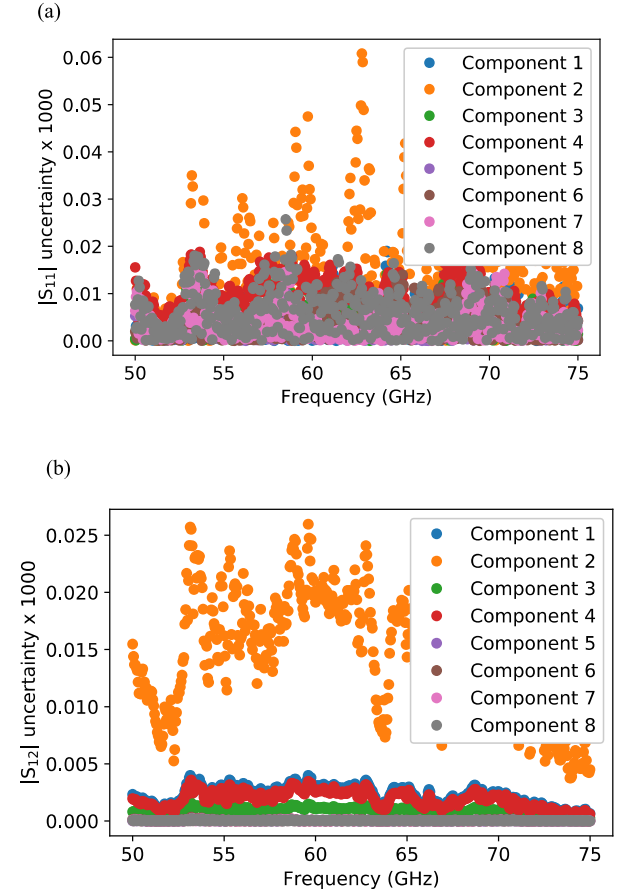 (a)
|S11| uncertainty x 1000
0.06
0.05
0.04
0.03
0.02
0.01
0.00
Component 1
Component 2
Component 3
Component 4
Component 5
Component 6
Component 7
Component 8
50 55 60 65 70 75
Frequency (GHz)
(b)
|S12| uncertainty x 1000
0.025
0.020
0.015
0.010
0.005
0.000
Component 1
Component 2
Component 3
Component 4
Component 5
Component 6
Component 7
Component 8
50 55 60 65 70 75
Frequency (GHz)